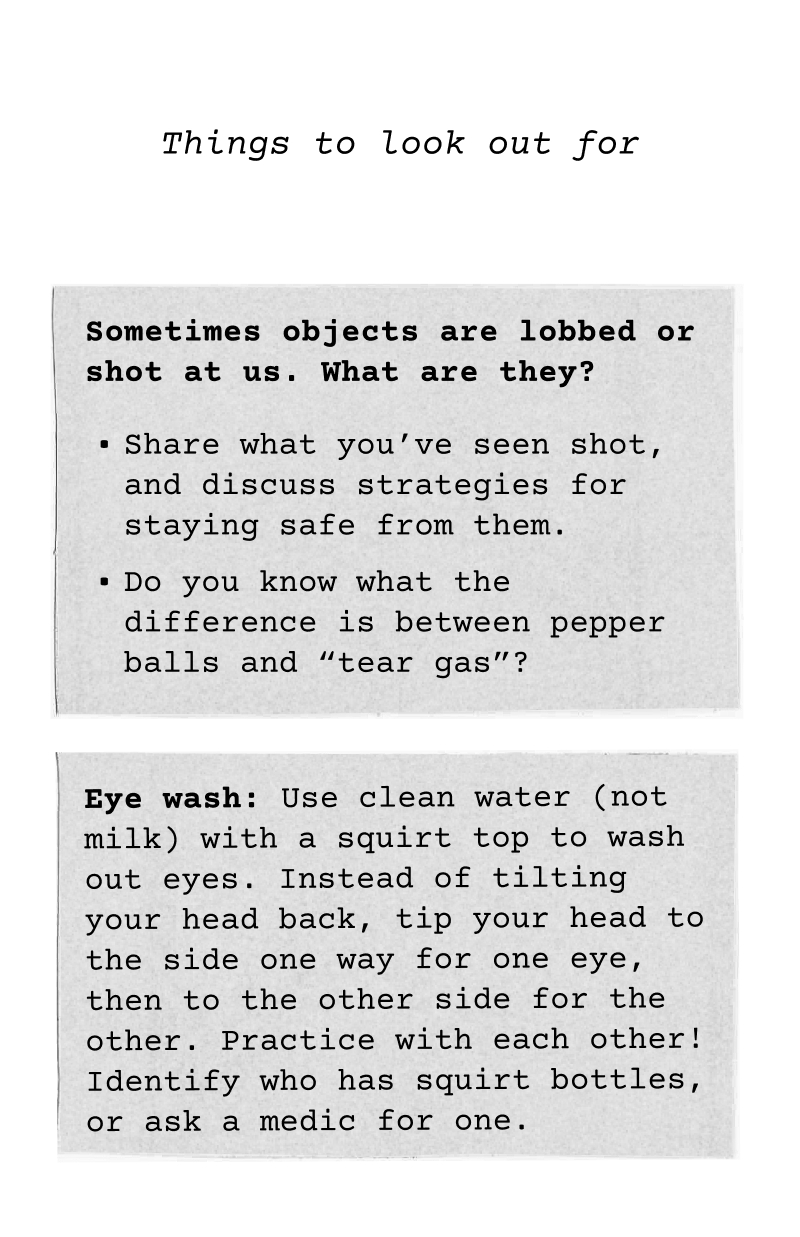 Things to look out for
Sometimes objects are lobbed or
shot at us. What are they?
▪ Share what you’ve seen shot,
and discuss strategies for
staying safe from them.
▪ Do you know what the
difference is between pepper
balls and “tear gas”?
Eye wash: Use clean water (not
milk) with a squirt top to wash
out eyes. Instead of tilting
your head back, tip your head to
the side one way for one eye,
then to the other side for the
other. Practice with each other!
Identify who has squirt bottles,
or ask a medic for one.